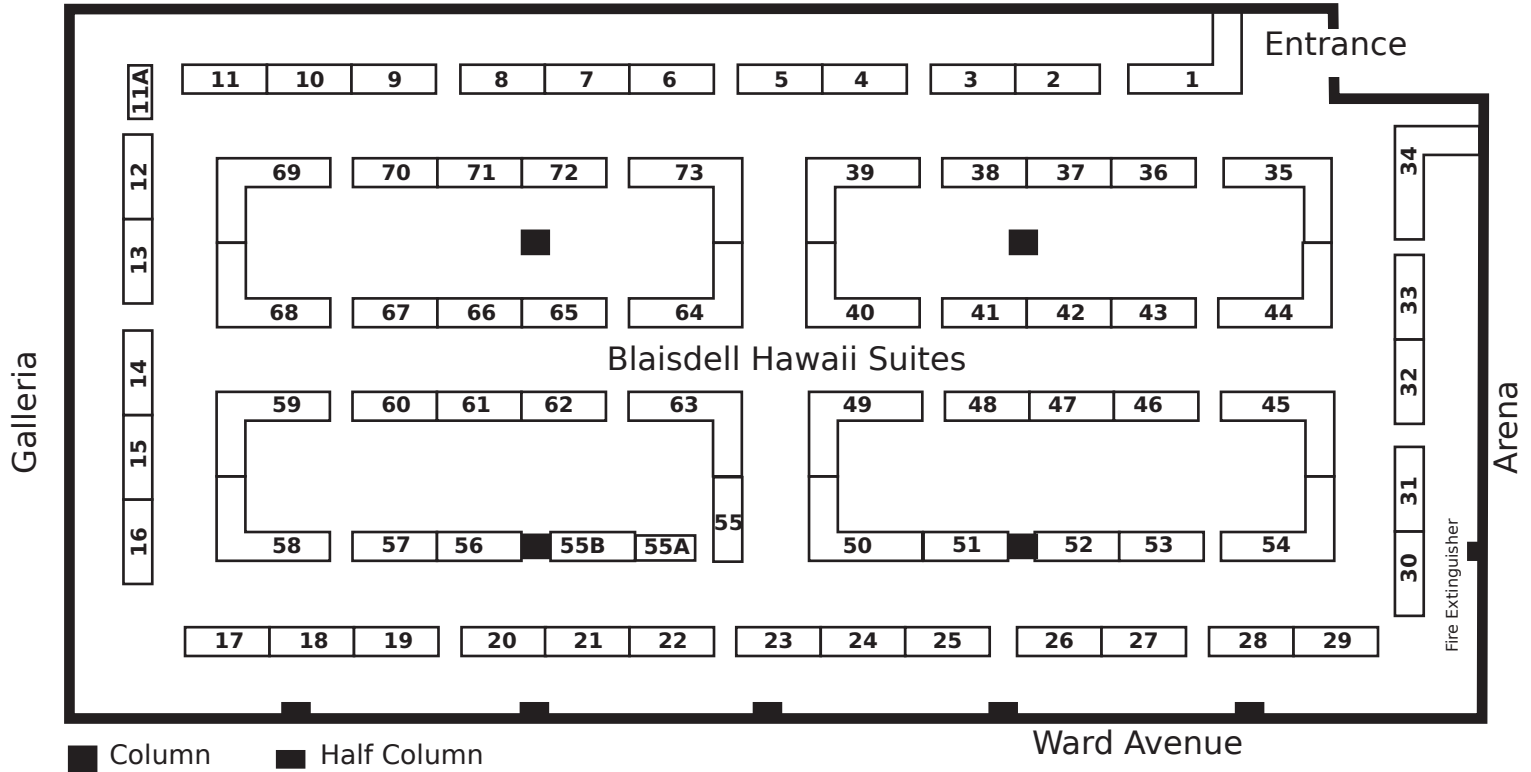 Entrance
11A 11 10 9 8 7 6 5 4 3 2 1
12 69 70 71 72 73 39 38 37 36 35 34
13
68 67 66 65 64 40 41 42 43 44 33
Blaisdell Hawaii Suites
14 32
Galleria
Arena
59 60 61 62 63 49 48 47 46 45
15 31
55
16 58 57 56 55B 55A 50 51 52 53 54 30
Fire Extinguisher
17 18 19 20 21 22 23 24 25 26 27 28 29
Ward Avenue
Column Half Column